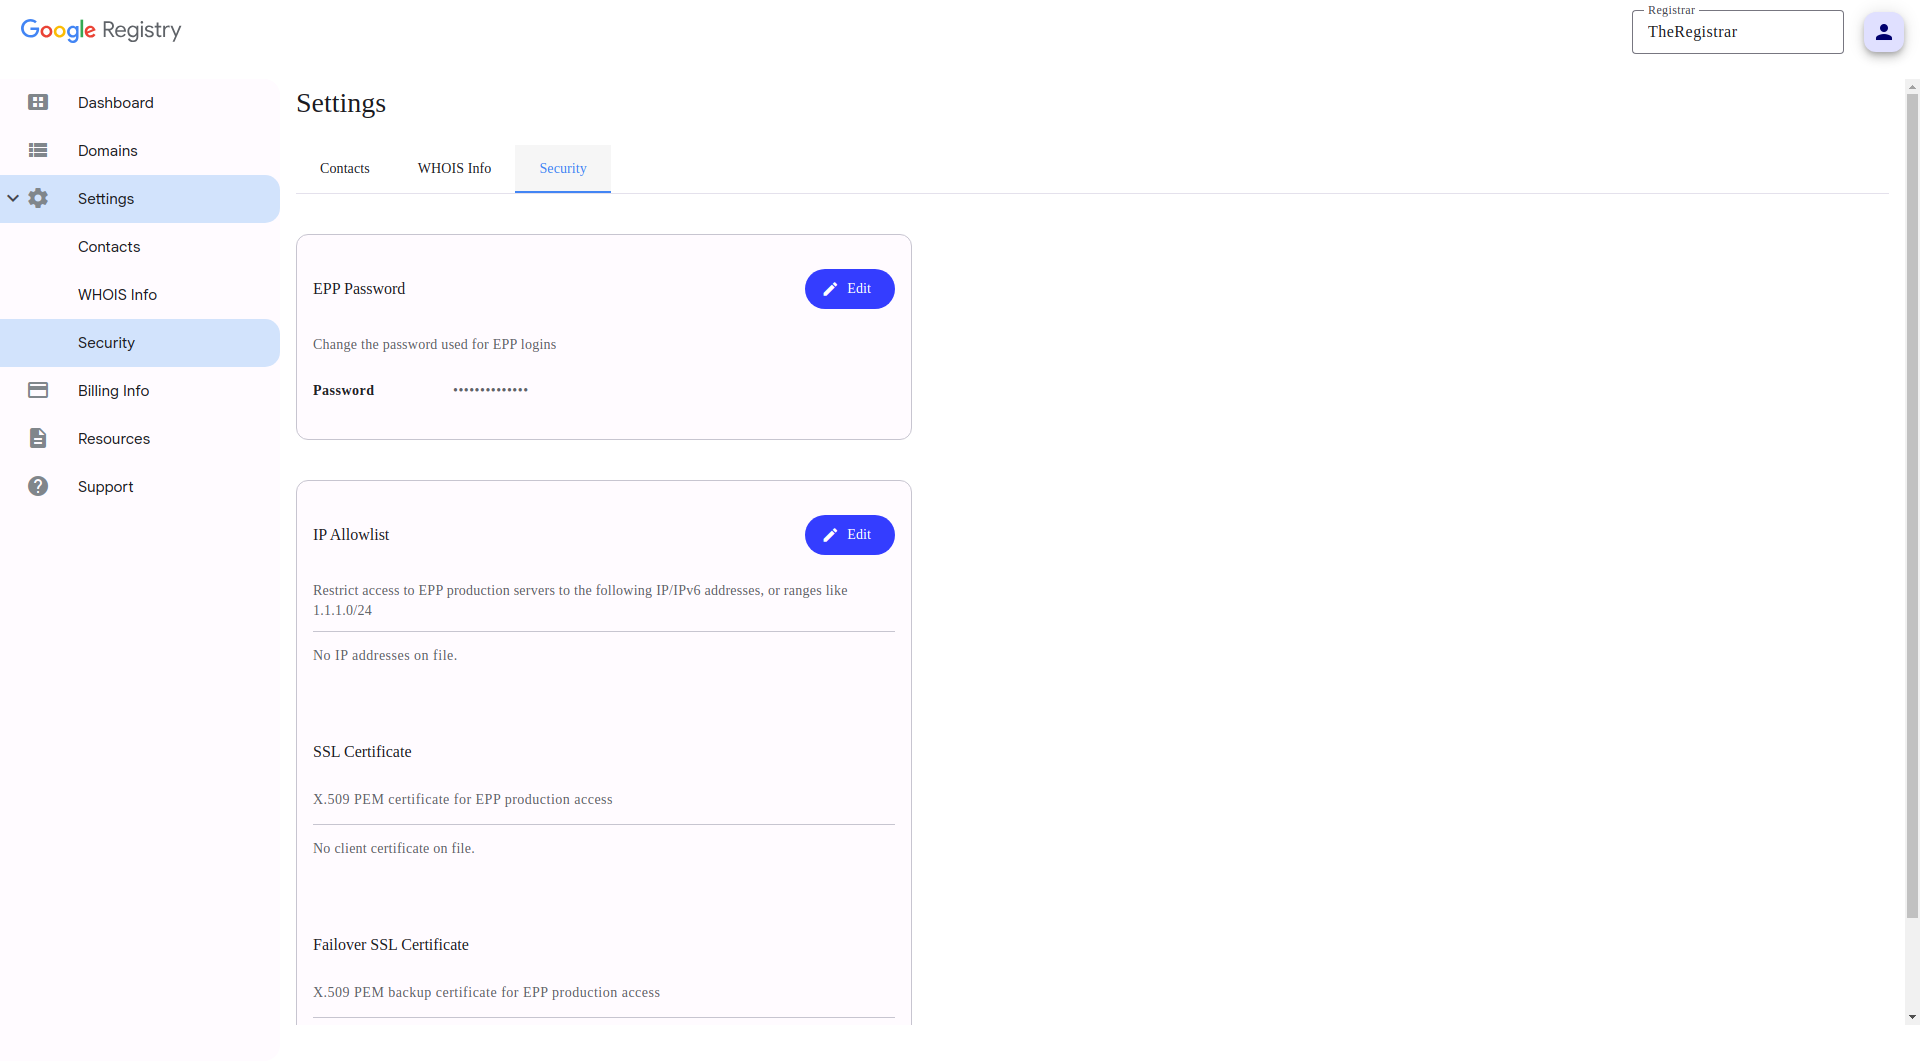 Google Registry
Registrar
TheRegistrar
Dashboard
Domains
Settings
Contacts
WHOIS Info
Security
Billing Info
Resources
Support
Settings
Contacts WHOIS Info Security
EPP Password
Edit
Change the password used for EPP logins
Password ••••••••••••••
IP Allowlist
Edit
Restrict access to EPP production servers to the following IP/IPv6 addresses, or ranges like
1.1.1.0/24
No IP addresses on file.
SSL Certificate
X.509 PEM certificate for EPP production access
No client certificate on file.
Failover SSL Certificate
X.509 PEM backup certificate for EPP production access